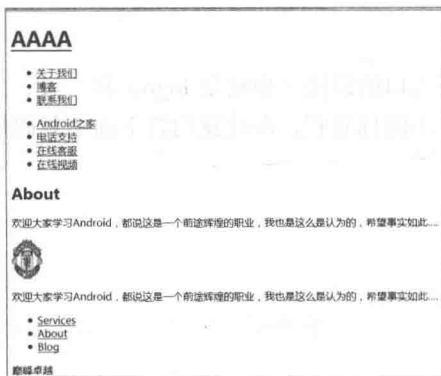 AAAA
关于我们
博客
联系我们
Android之家
电话支持
在线客服
在线视频
About
欢迎大家学习Android，都说这是一个前途辉煌的职业，我也是这么是认为的，希望事实如此....
欢迎大家学习Android，都说这是一个前途辉煌的职业，我也是这么是认为的，希望事实如此....
Services
About
Blog
巅峰卓越